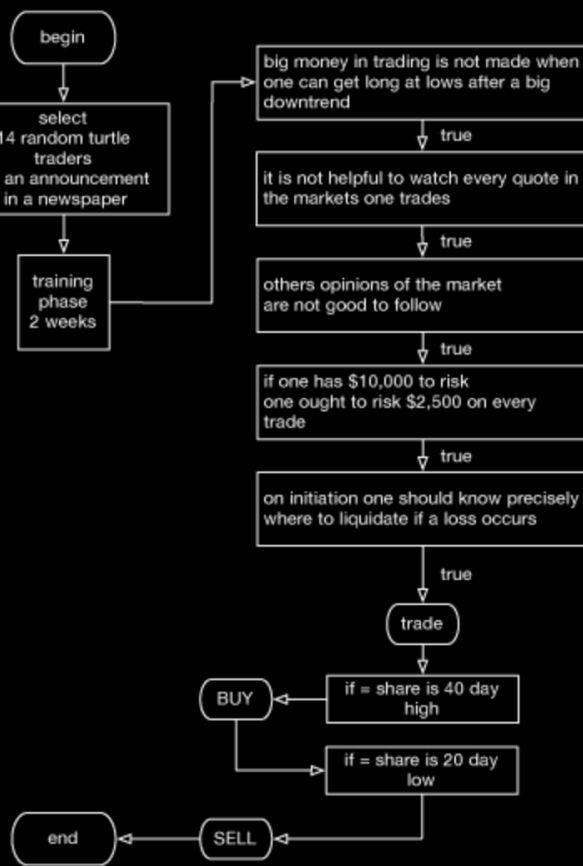 begin
select
14 random turtle
traders
an announcement
in a newspaper
training
phase
2 weeks
big money in trading is not made when
one can get long at lows after a big
downtrend
true
it is not helpful to watch every quote in
the markets one trades
true
others opinions of the market
are not good to follow
true
if one has $10,000 to risk
one ought to risk $2,500 on every
trade
true
on initiation one should know precisely
where to liquidate if a loss occurs
true
trade
if = share is 40 day
high
BUY
if = share is 20 day
low
SELL
end